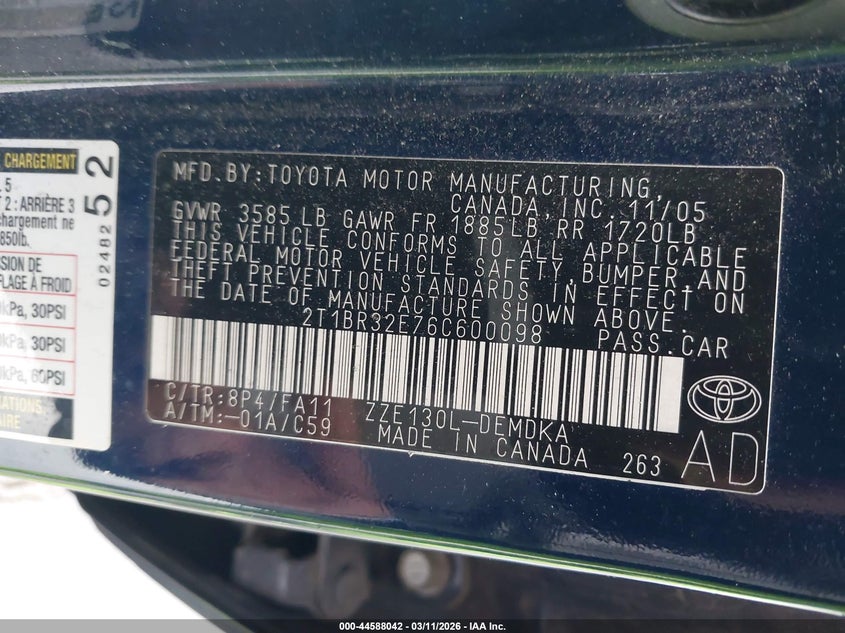 CHARGEMENT
5
2 : ARRIÈRE 3
chargement ne
850lb.
SION DE
FLAGE À FROID
kPa, 30PSI
kPa, 30PSI
kPa, 60PSI
AIRE
02482 52
MFD. BY: TOYOTA MOTOR MANUFACTURING,
CANADA, INC. 11/05
GVWR 3585 LB GAWR FR 1885LB RR 1720LB
THIS VEHICLE CONFORMS TO ALL APPLICABLE
FEDERAL MOTOR VEHICLE SAFETY, BUMPER, AND
THEFT PREVENTION STANDARDS IN EFFECT ON
THE DATE OF MANUFACTURE SHOWN ABOVE.
2T1BR32E76C600098 PASS. CAR
C/TR: 8P4/FA11 ZZE130L-DEMDKA
A/TM: -01A/C59 MADE IN CANADA 263
AD
000-44588042 - 03/11/2026 - IAA Inc.